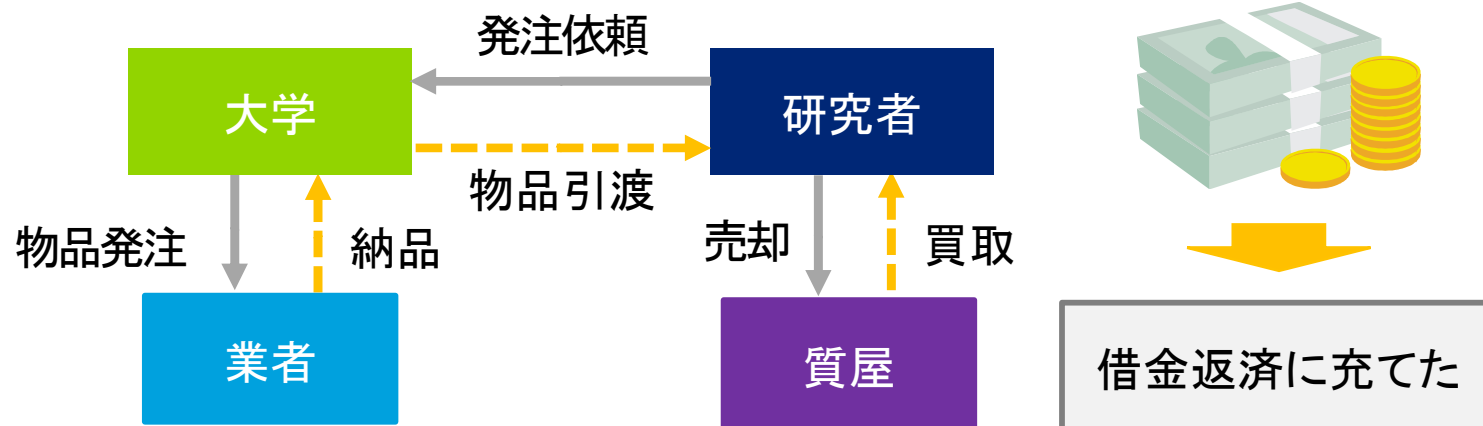 発注依頼
大学
研究者
物品引渡
物品発注
納品
売却
買取
業者
質屋
借金返済に充てた